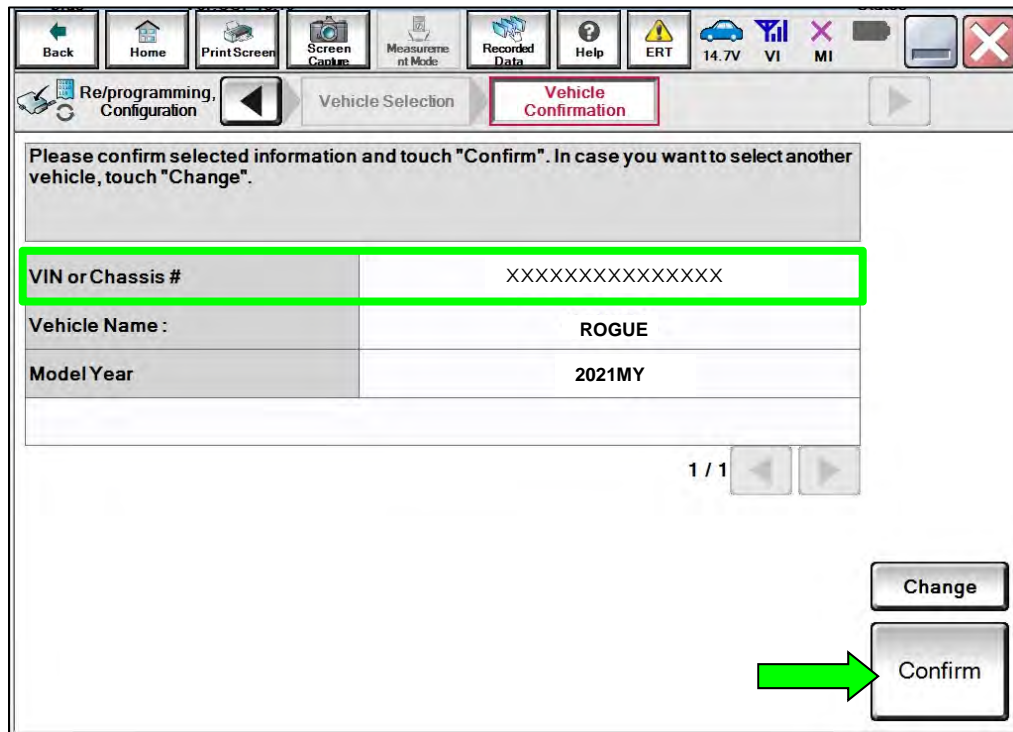 Back
Home
Print Screen
Screen
Capture
Measureme
nt Mode
Recorded
Data
Help
ERT
14.7V
VI
MI
Re/programming,
Configuration
Vehicle Selection
Vehicle
Confirmation
Please confirm selected information and touch "Confirm". In case you want to select another
vehicle, touch "Change".
VIN or Chassis # XXXXXXXXXXXXXXX
Vehicle Name : ROGUE
Model Year 2021MY
1 / 1
Change
Confirm